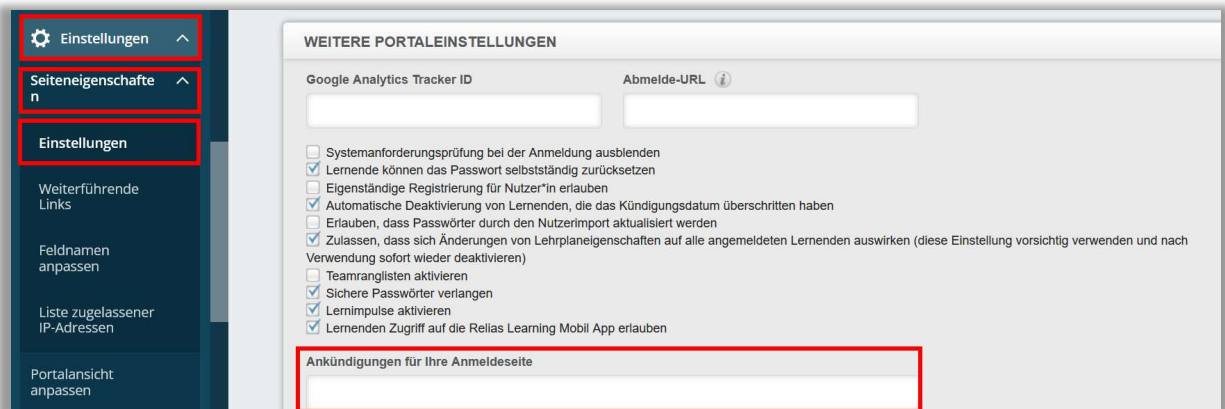 Einstellungen
Seiteneigenschafte
n
Einstellungen
Weiterführende
Links
Feldnamen
anpassen
Liste zugelassener
IP-Adressen
Portalansicht
anpassen
WEITERE PORTALEINSTELLUNGEN
Google Analytics Tracker ID
Abmelde-URL i
Systemanforderungsprüfung bei der Anmeldung ausblenden
Lernende können das Passwort selbstständig zurücksetzen
Eigenständige Registrierung für Nutzer*in erlauben
Automatische Deaktivierung von Lernenden, die das Kündigungsdatum überschritten haben
Erlauben, dass Passwörter durch den Nutzerimport aktualisiert werden
Zulassen, dass sich Änderungen von Lehrplaneigenschaften auf alle angemeldeten Lernenden auswirken (diese Einstellung vorsichtig verwenden und nach
Verwendung sofort wieder deaktivieren)
Teamranglisten aktivieren
Sichere Passwörter verlangen
Lernimpulse aktivieren
Lernenden Zugriff auf die Relias Learning Mobil App erlauben
Ankündigungen für Ihre Anmeldeseite